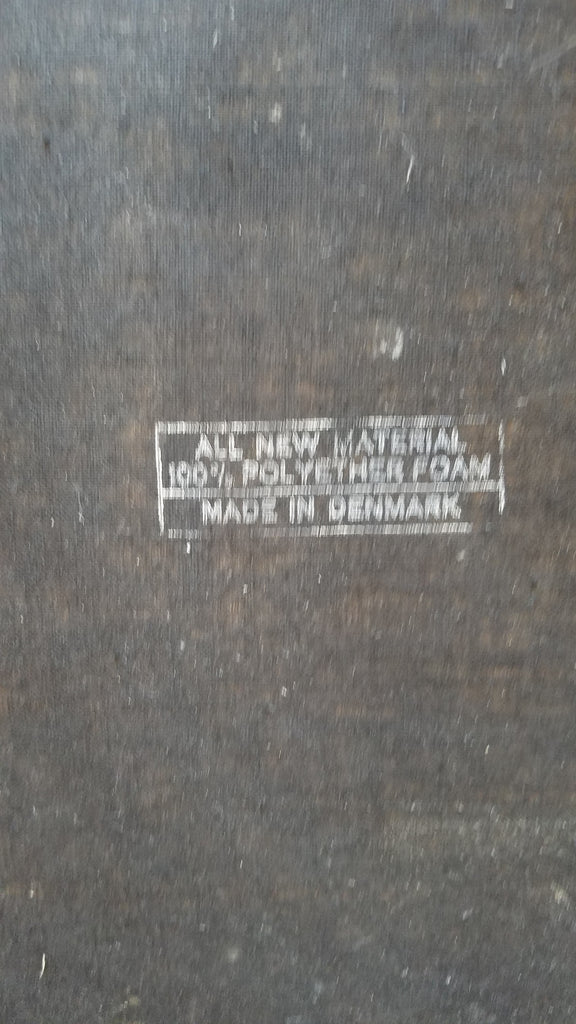 ALL NEW MATERIAL
100% POLYETHER FOAM
MADE IN DENMARK